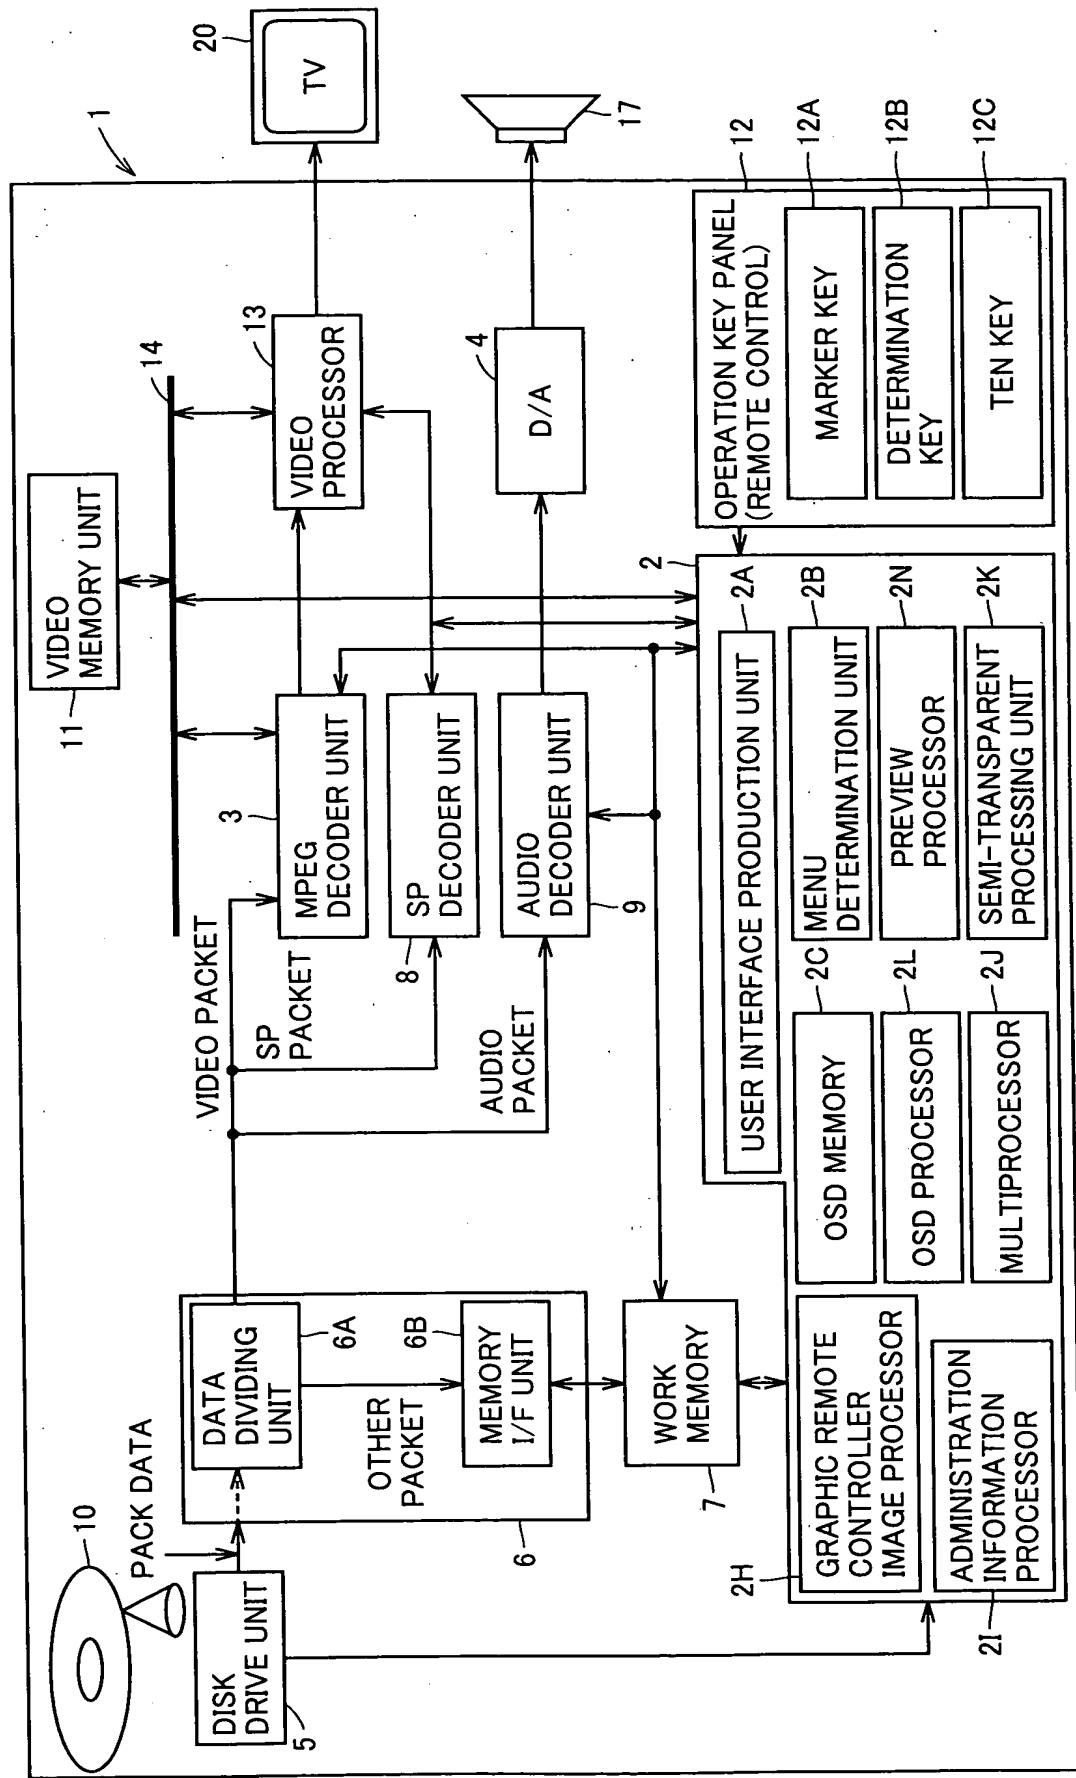 1
10
PACK DATA
DISK
DRIVE UNIT
5
DATA
DIVIDING
UNIT
6A
OTHER
PACKET
6B
MEMORY
I/F UNIT
6
WORK
MEMORY
7
VIDEO PACKET
SP
PACKET
AUDIO
PACKET
VIDEO
MEMORY UNIT
11
14
3
MPEG
DECODER UNIT
SP
DECODER UNIT
8
AUDIO
DECODER UNIT
9
13
VIDEO
PROCESSOR
4
D/A
20
TV
17
2
USER INTERFACE PRODUCTION UNIT
2A
GRAPHIC REMOTE
CONTROLLER
IMAGE PROCESSOR
2H
ADMINISTRATION
INFORMATION
PROCESSOR
2I
OSD MEMORY
2C
OSD PROCESSOR
2L
MULTIPROCESSOR
2J
MENU
DETERMINATION UNIT
2B
PREVIEW
PROCESSOR
2N
SEMI-TRANSPARENT
PROCESSING UNIT
2K
OPERATION KEY PANEL
(REMOTE CONTROL)
12
MARKER KEY
12A
DETERMINATION
KEY
12B
TEN KEY
12C